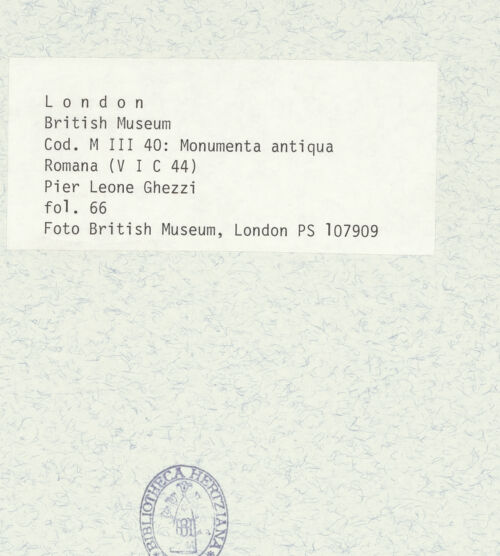 London
British Museum
Cod. M III 40: Monumenta antiqua
Romana (V I C 44)
Pier Leone Ghezzi
fol. 66
Foto British Museum, London PS 107909
BIBLIOTHECA HERTZIANA